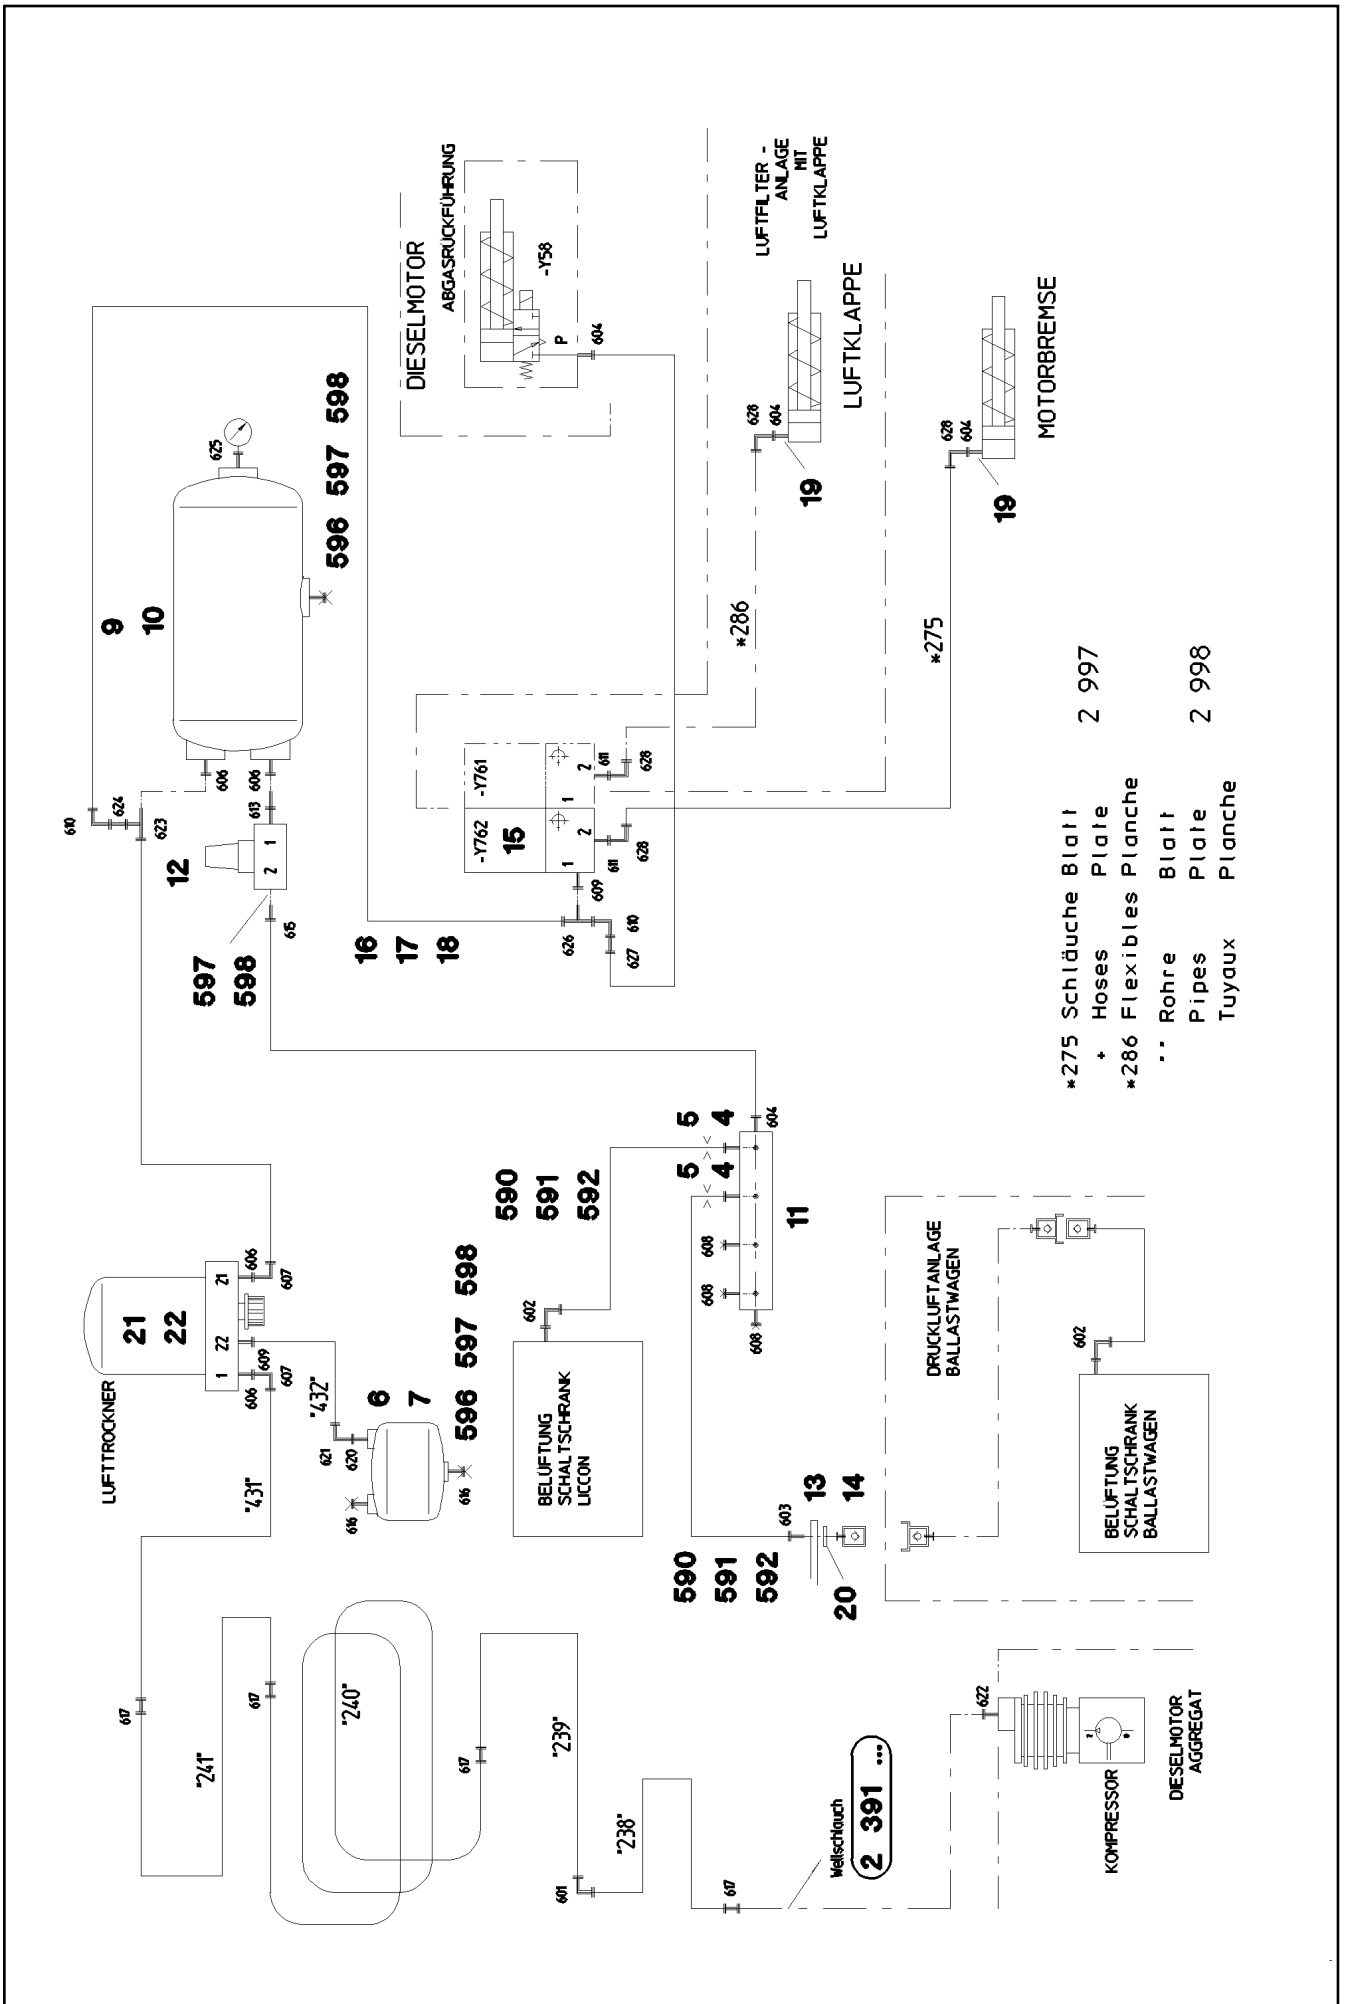 DIESELMOTOR
ABGASRÜCKFÜHRUNG
-Y58
P
604
LUFTFILTER -
ANLAGE
MIT
LUFTKLAPPE
628
604
19
LUFTKLAPPE
628
604
19
MOTORBREMSE
625
596 597 598
9
10
606
606
610
624
623
613
12
2 1
615
597
598
-Y762
-Y761
15
1 2
1 2
611
628
611
628
609
16
17
18
626
610
627
*286
*275
LUFTTROCKNER
21
22
1 22 21
606
607
609
606
607
"431"
"432"
621
620
6
7
616
616
596 597 598
590
591
592
602
BELÜFTUNG
SCHALTSCHRANK
LICCON
5
4
5
4
604
608
608
608
11
590
591
592
603
13
14
20
DRUCKLUFTANLAGE
BALLASTWAGEN
602
BELÜFTUNG
SCHALTSCHRANK
BALLASTWAGEN
617
"241"
617
"240"
617
"239"
601
"238"
617
Wellschlauch
2 391 ...
622
KOMPRESSOR
DIESELMOTOR
AGGREGAT
*275 Schläuche Blatt
+ Hoses Plate 2 997
*286 Flexibles Planche
".." Rohre Blatt
Pipes Plate 2 998
Tuyaux Planche